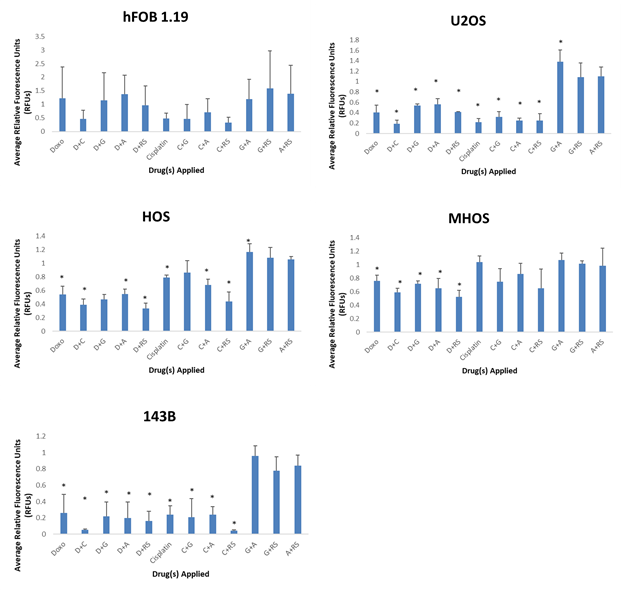 hFOB 1.19
Average RElative Fluorescence Units
(RFUs)
3.5
3
2.5
2
1.5
1
0.5
0
Doxo D+C D+G D+A D+RS Cisplatin C+G C+A C+RS G+A G+RS A+RS
Drug(s) Applied
U2OS
Average Relative Fluorescence Units
(RFUs)
1.8
1.6
1.4
1.2
1
0.8
0.6
0.4
0.2
0
* * * * * * * * * *
Doxo D+C D+G D+A D+RS Cisplatin C+G C+A C+RS G+A G+RS A+RS
Drug(s) Applied
HOS
Average Relative Fluorescence Units
(RFUs)
1.4
1.2
1
0.8
0.6
0.4
0.2
0
* * * * * * * *
Doxo D+C D+G D+A D+RS Cisplatin C+G C+A C+RS G+A G+RS A+RS
Drug(s) Applied
MHOS
Average Relative Fluorescence Units
(RFUs)
1.4
1.2
1
0.8
0.6
0.4
0.2
0
* * * * *
Doxo D+C D+G D+A D+RS Cisplatin C+G C+A C+RS G+A G+RS A+RS
Drug(s) Applied
143B
Average Relative Fluorescence Units
(RFUs)
1.2
1
0.8
0.6
0.4
0.2
0
* * * * * * * * *
Doxo D+C D+G D+A D+RS Cisplatin C+G C+A C+RS G+A G+RS A+RS
Drug(s) Applied